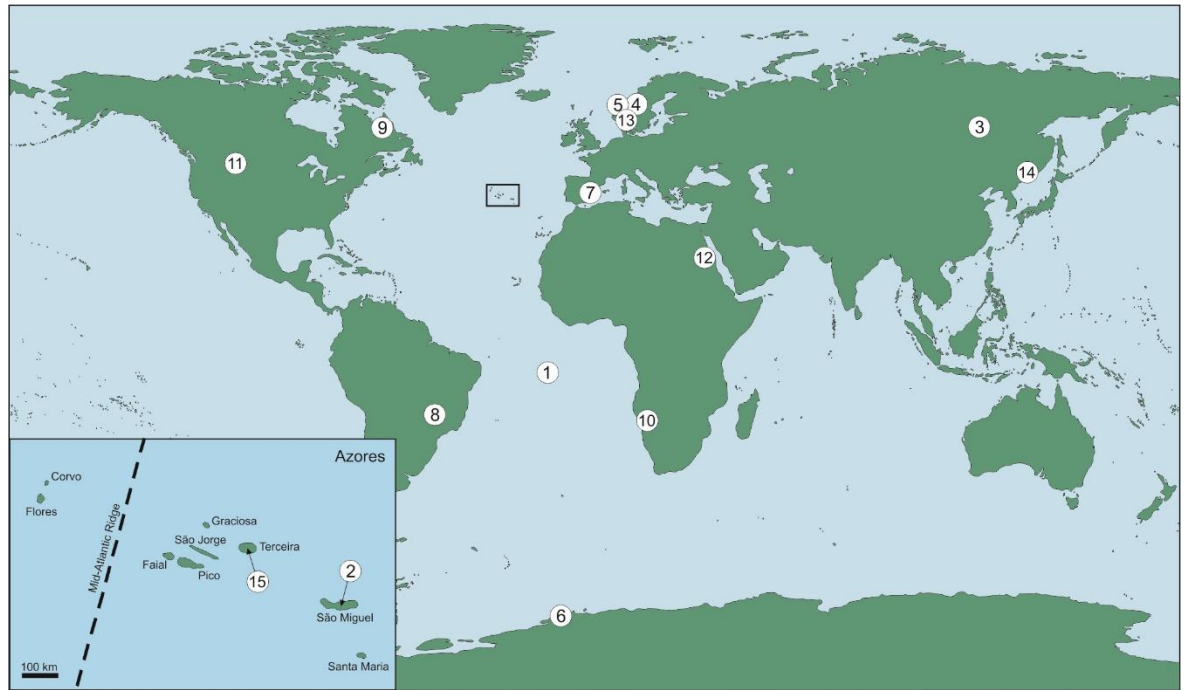 5 4
13
9
3
11
14
7
12
1
8
10
6
Azores
Corvo
Flores
Mid-Atlantic Ridge
Graciosa
São Jorge
Terceira
Faial
Pico
15
2
São Miguel
Santa Maria
100 km